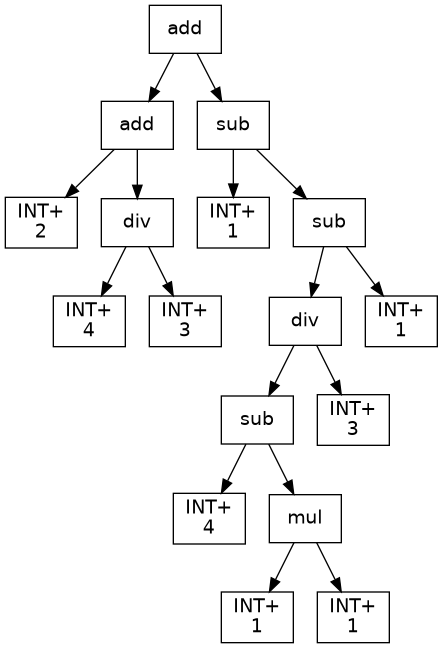 add
add
sub
INT+
2
div
INT+
1
sub
INT+
4
INT+
3
div
INT+
1
sub
INT+
3
INT+
4
mul
INT+
1
INT+
1